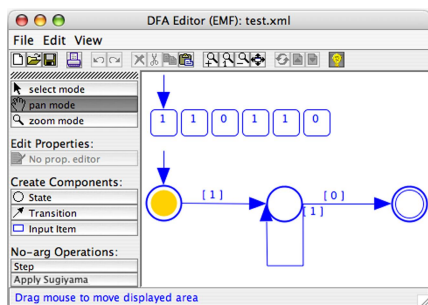 DFA Editor (EMF): test.xml
File Edit View
select mode
pan mode
zoom mode
Edit Properties:
No prop. editor
Create Components:
State
Transition
Input Item
No-arg Operations:
Step
Apply Sugiyama
1 1 0 1 1 0
[ 1 ]
[ 0 ]
[ 1 ]
Drag mouse to move displayed area